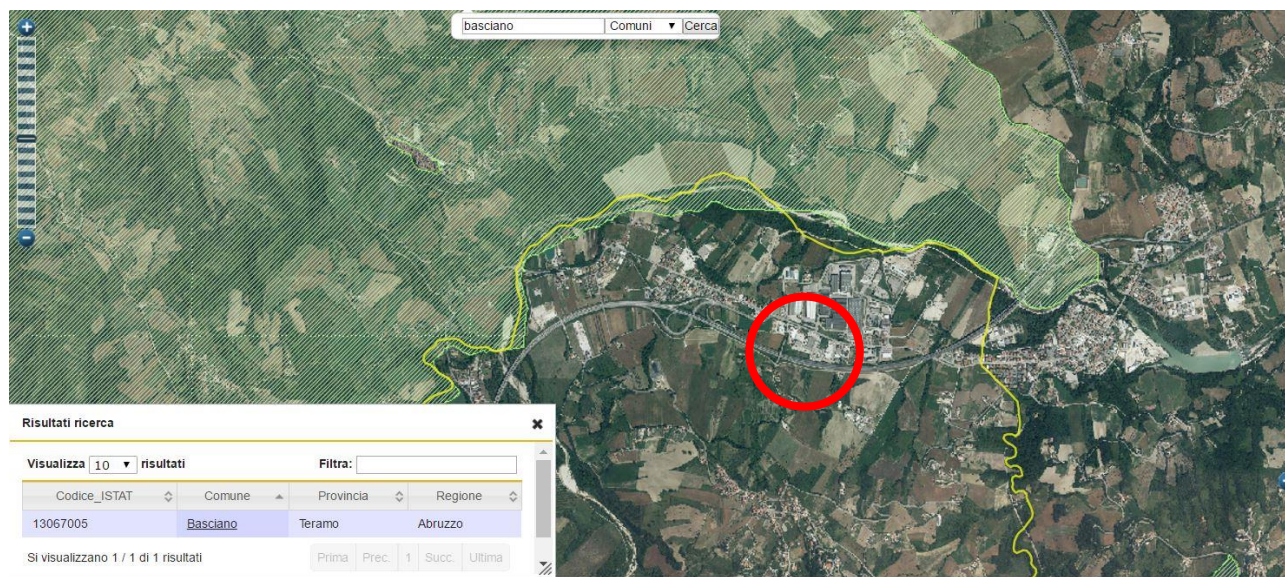 basciano Comuni Cerca
Risultati ricerca
Visualizza 10 risultati Filtra:
Codice_ISTAT Comune Provincia Regione
13067005 Basciano Teramo Abruzzo
Si visualizzano 1 / 1 di 1 risultati Prima Prec. 1 Succ. Ultima